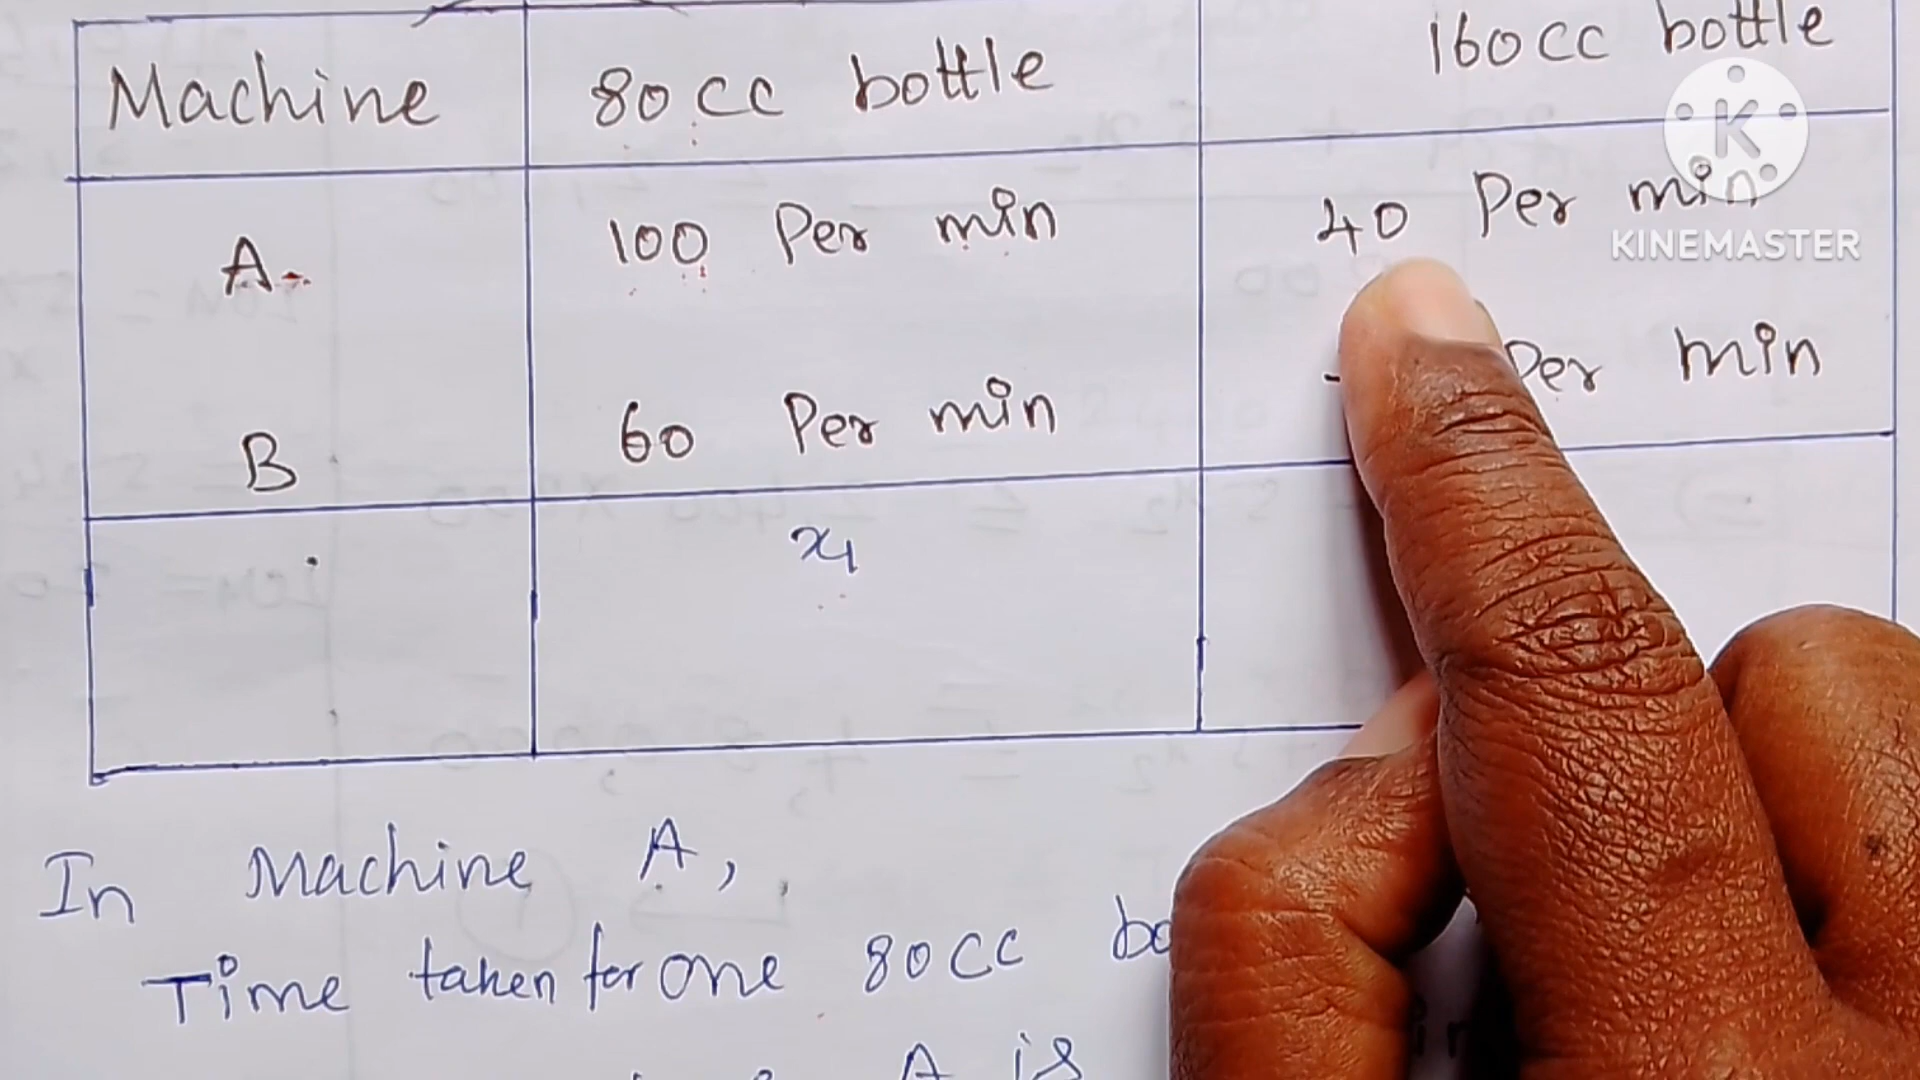 Machine 80cc bottle 160cc bottle
A 100 Per min 40 Per min
B 60 Per min Per min
x1
In Machine A,
Time taken for one 80cc
A is
KINEMASTER